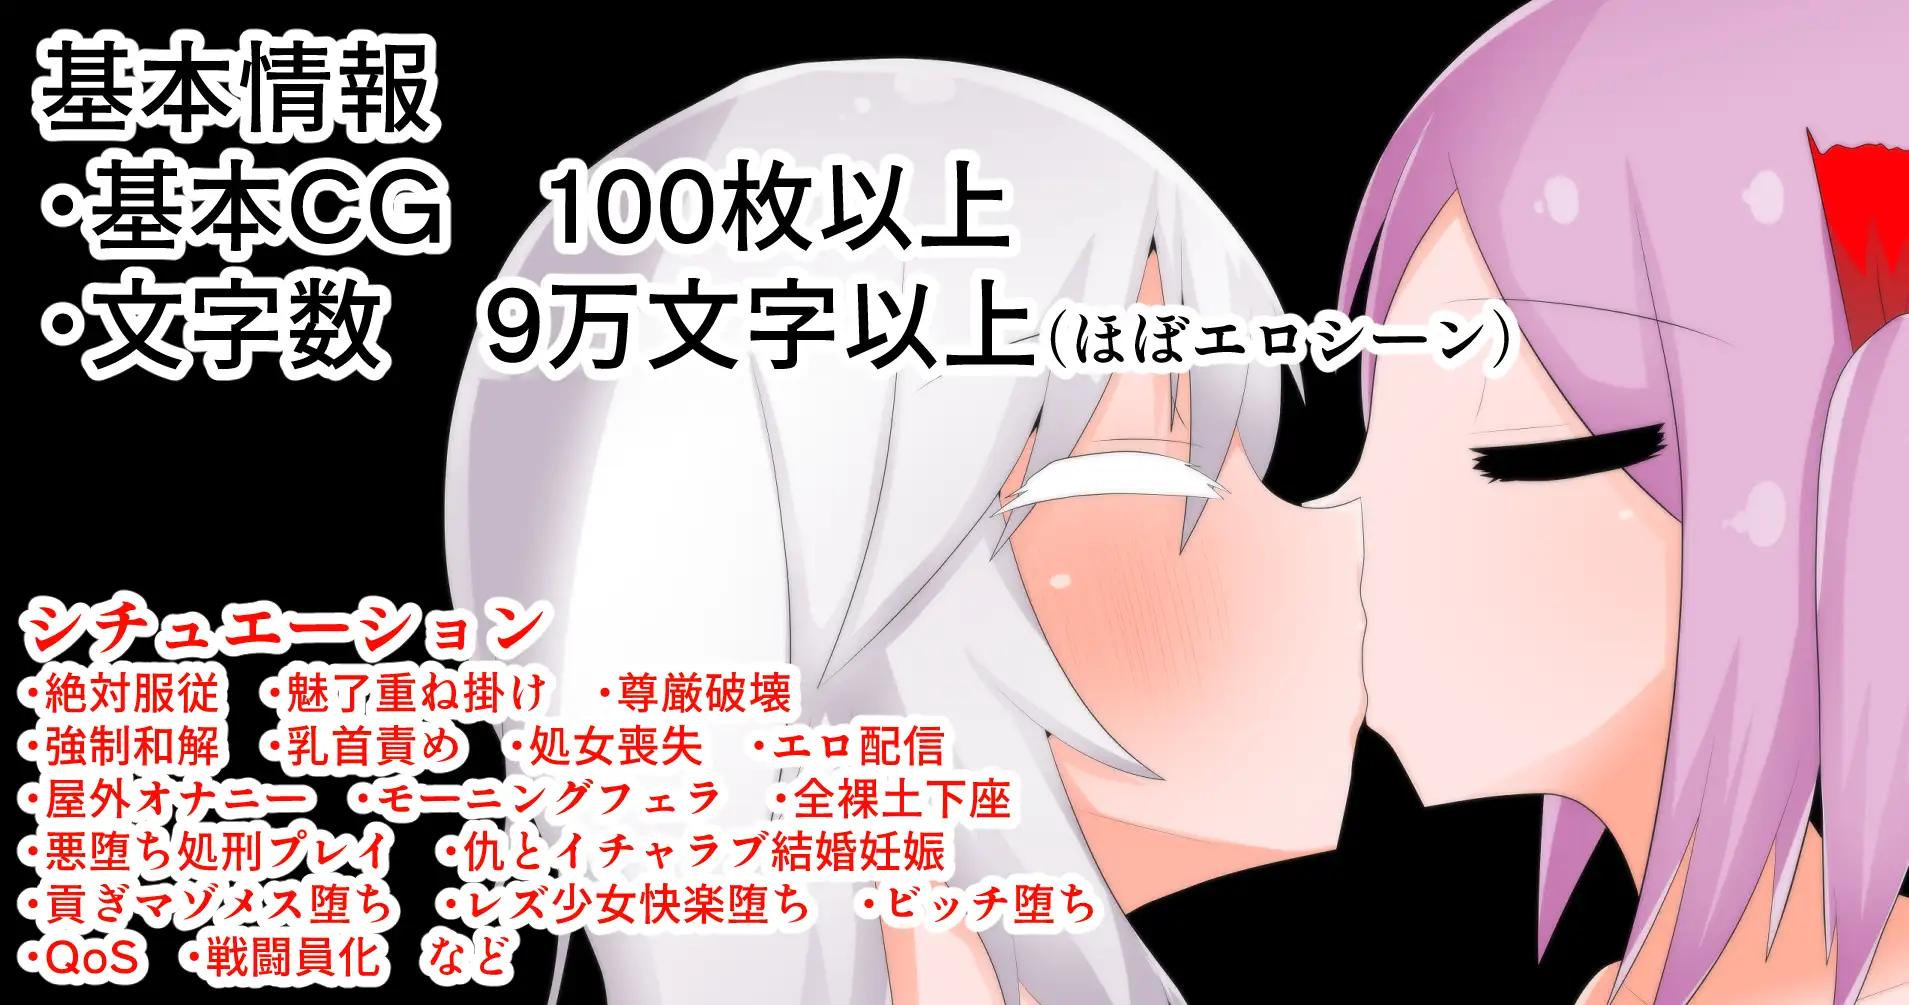 基本情報
・基本CG　100枚以上
・文字数　9万文字以上(ほぼエロシーン)
シチュエーション
・絶対服従　・魅了重ね掛け　・尊厳破壊
・強制和解　・乳首責め　・処女喪失　・エロ配信
・屋外オナニー　・モーニングフェラ　・全裸土下座
・悪堕ち処刑プレイ　・仇とイチャラブ結婚妊娠
・貢ぎマゾメス堕ち　・レズ少女快楽堕ち　・ビッチ堕ち
・QoS　・戦闘員化　など